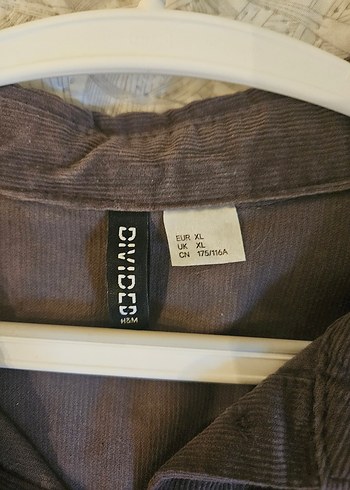 DIVIDED
H&M
EUR XL
UK XL
CN 175/116A